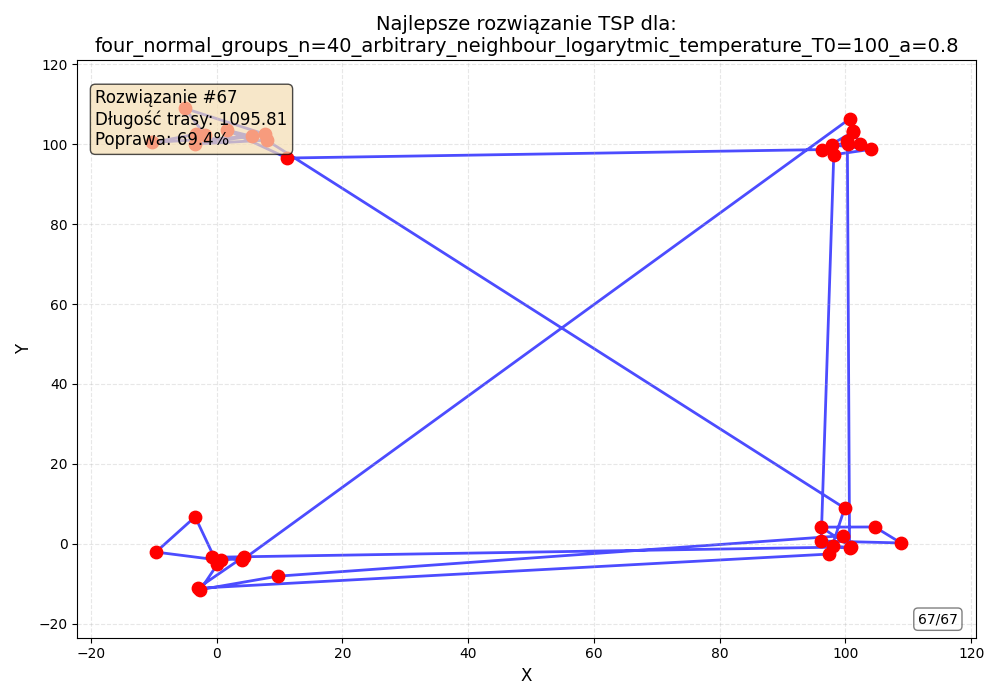 Najlepsze rozwiązanie TSP dla:
four_normal_groups_n=40_arbitrary_neighbour_logarytmic_temperature_T0=100_a=0.8
120
Rozwiązanie #67
Długość trasy: 1095.81
Poprawa: 69.4%
100
80
60
Y
40
20
0
−20
67/67
−20
0
20
40
60
80
100
120
X